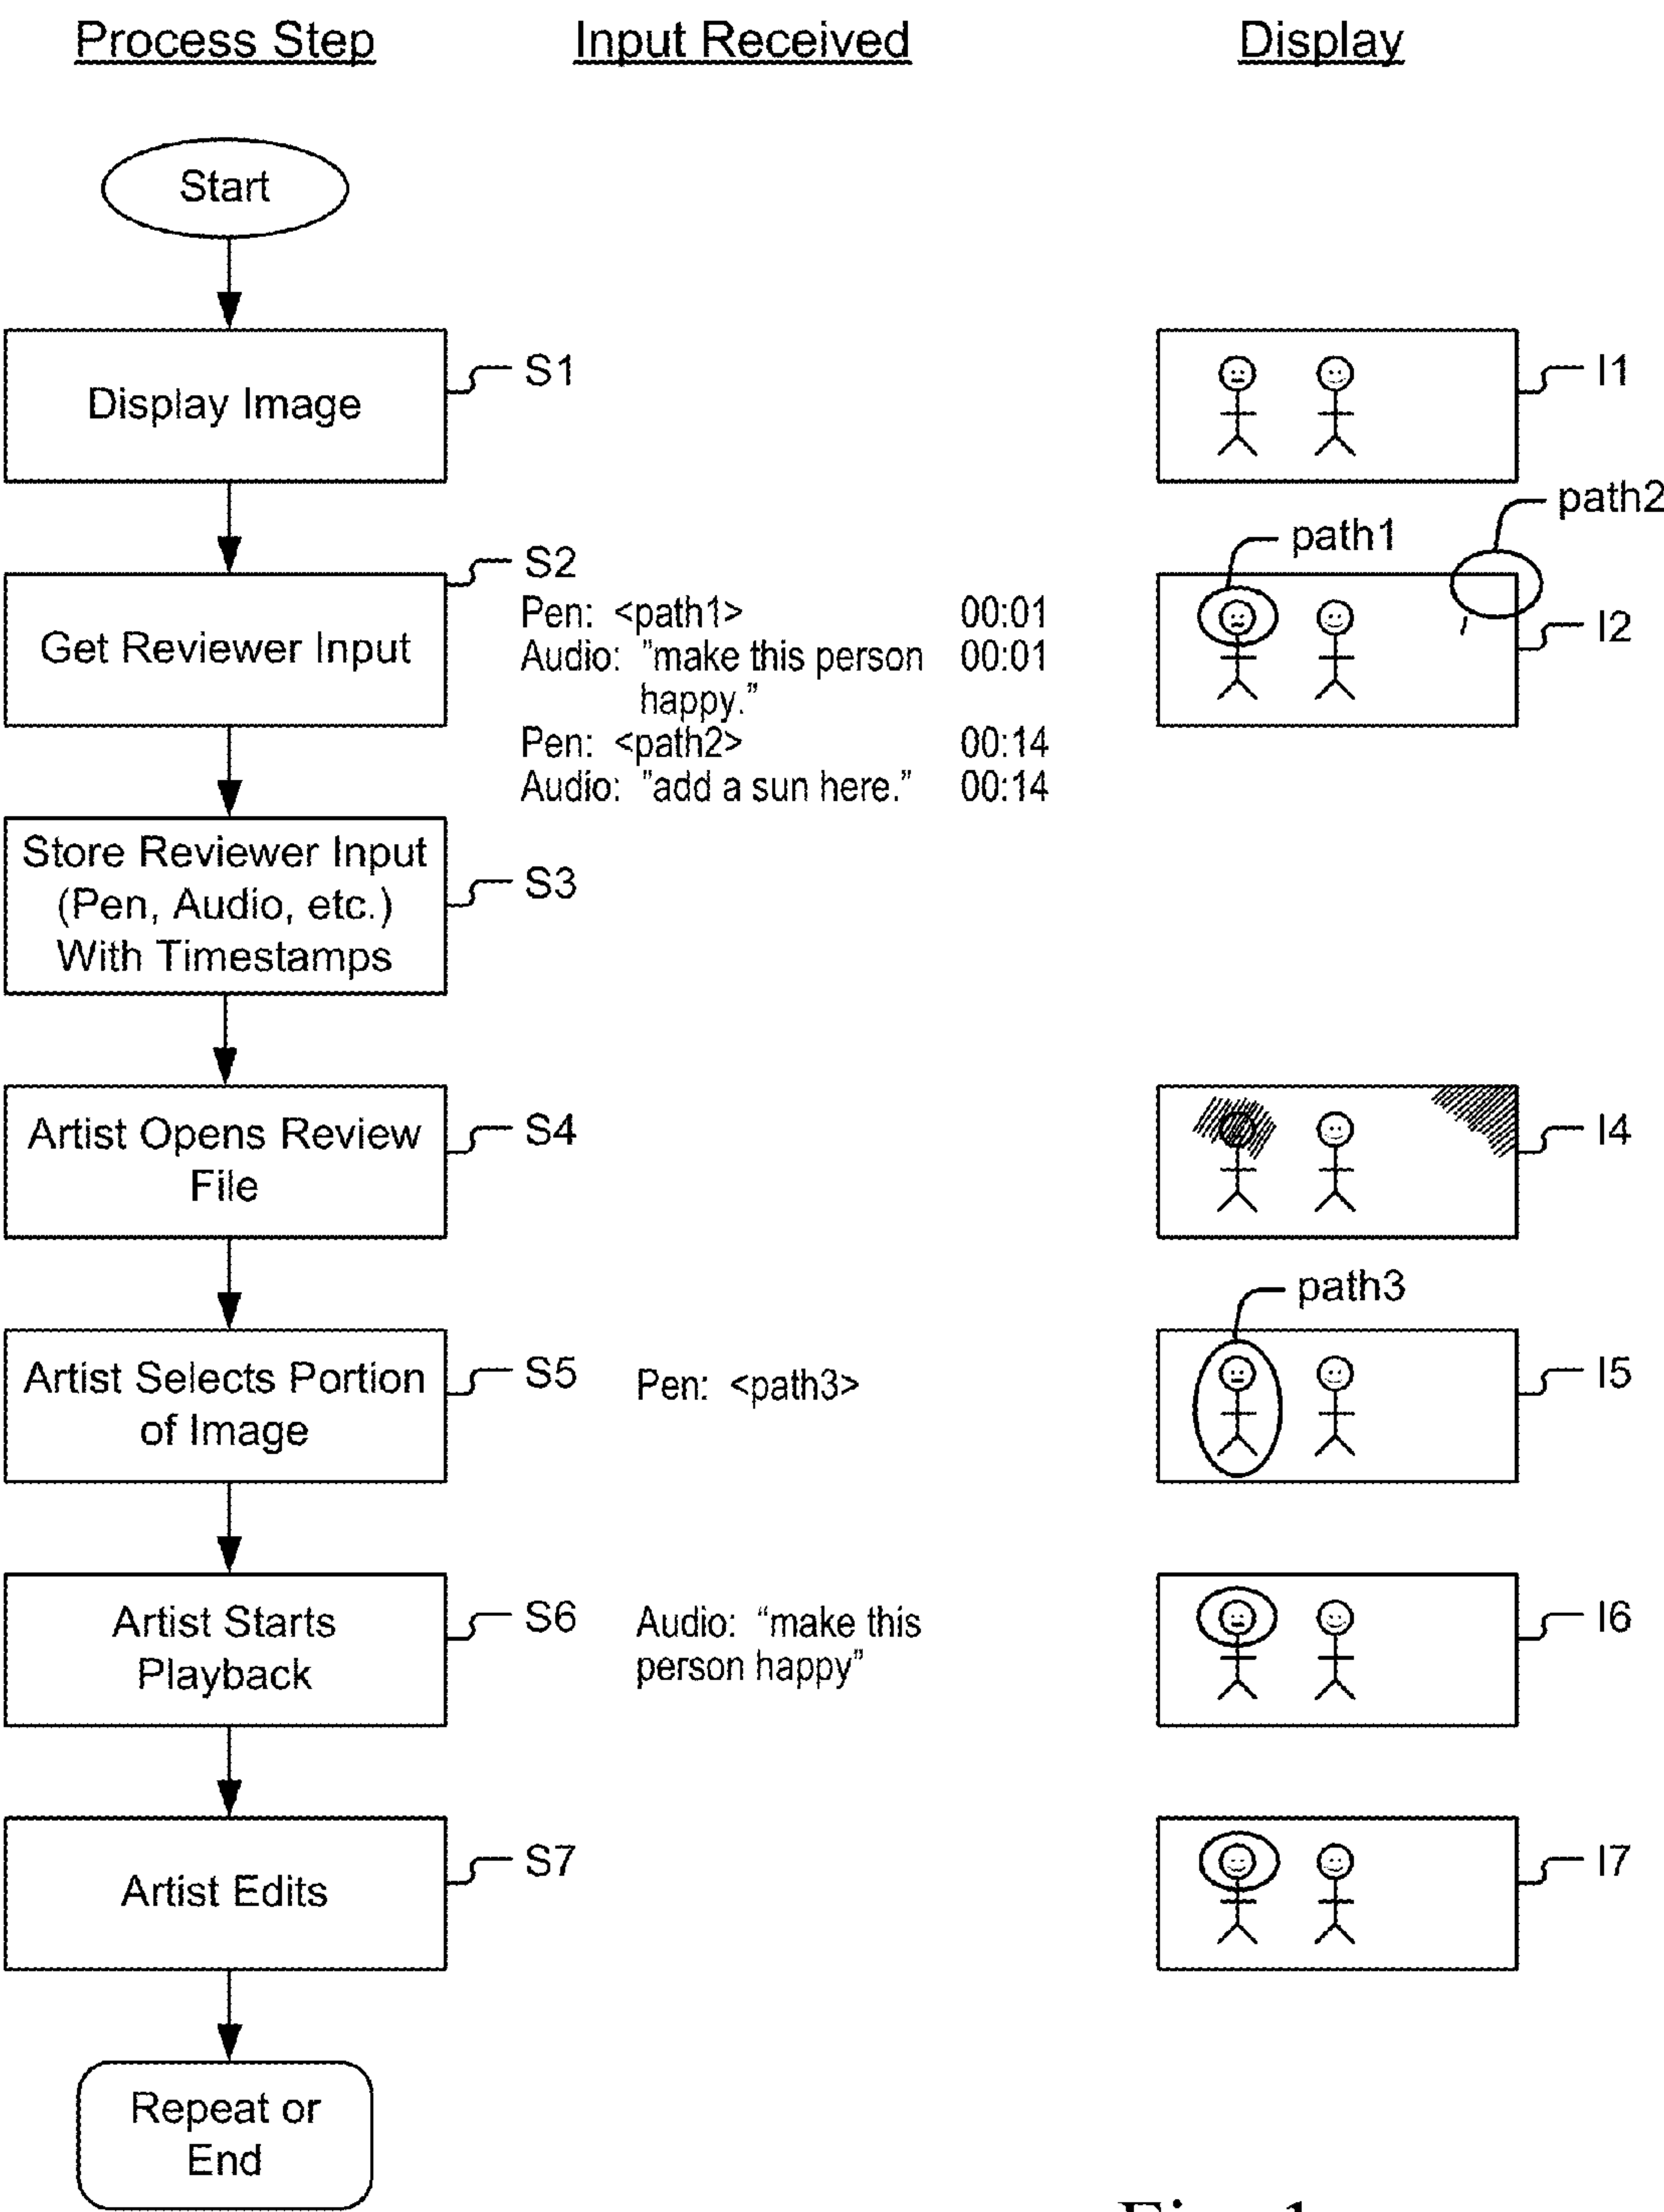 Process Step Input Received Display
Start
Display Image
S1
I1
path2
path1
Get Reviewer Input
S2
Pen: <path1> 00:01
Audio: "make this person 00:01
happy."
Pen: <path2> 00:14
Audio: "add a sun here." 00:14
I2
Store Reviewer Input
(Pen, Audio, etc.)
With Timestamps
S3
Artist Opens Review
File
S4
I4
path3
Artist Selects Portion
of Image
S5
Pen: <path3>
I5
Artist Starts
Playback
S6
Audio: “make this
person happy”
I6
Artist Edits
S7
I7
Repeat or
End